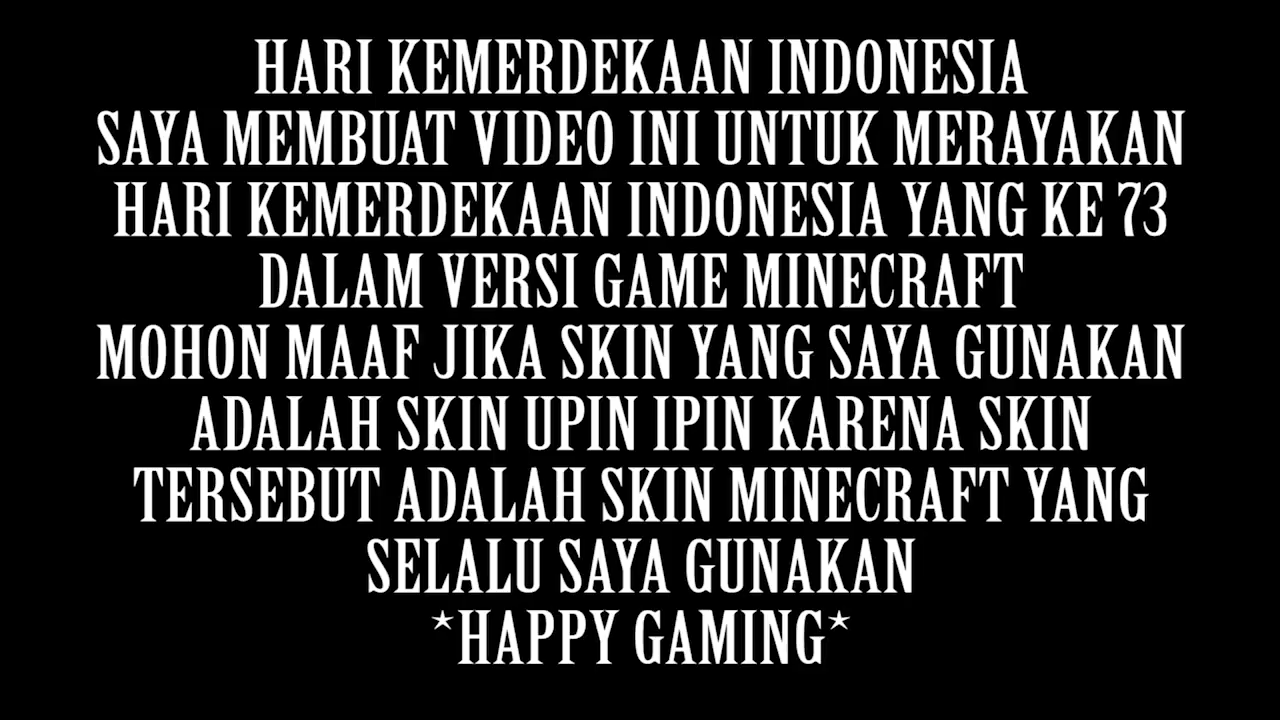 HARI KEMERDEKAAN INDONESIA
SAYA MEMBUAT VIDEO INI UNTUK MERAYAKAN
HARI KEMERDEKAAN INDONESIA YANG KE 73
DALAM VERSI GAME MINECRAFT
MOHON MAAF JIKA SKIN YANG SAYA GUNAKAN
ADALAH SKIN UPIN IPIN KARENA SKIN
TERSEBUT ADALAH SKIN MINECRAFT YANG
SELALU SAYA GUNAKAN
*HAPPY GAMING*